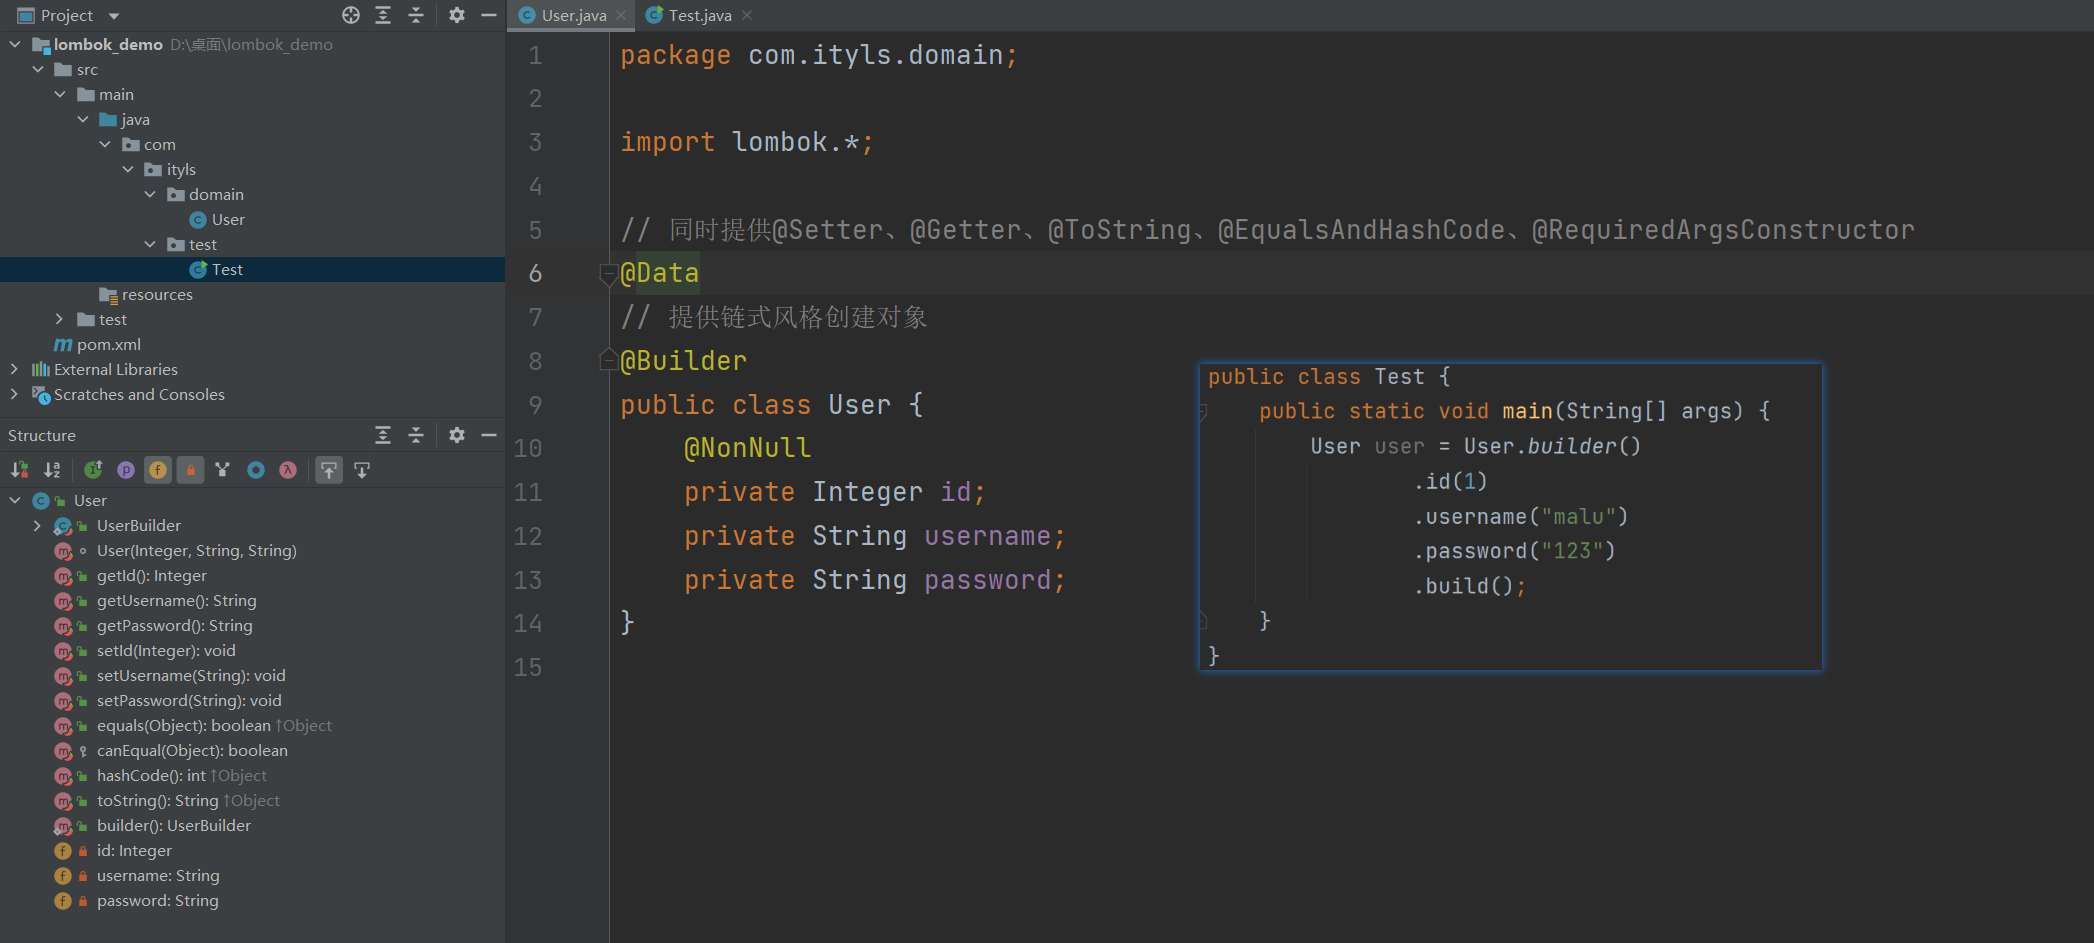 Project
lombok_demo D:\桌面\lombok_demo
src
main
java
com
ityls
domain
User
test
Test
resources
test
pom.xml
External Libraries
Scratches and Consoles
Structure
User
UserBuilder
User(Integer, String, String)
getId(): Integer
getUsername(): String
getPassword(): String
setId(Integer): void
setUsername(String): void
setPassword(String): void
equals(Object): boolean ↑Object
canEqual(Object): boolean
hashCode(): int ↑Object
toString(): String ↑Object
builder(): UserBuilder
id: Integer
username: String
password: String
User.java Test.java
1 package com.ityls.domain;
2
3 import lombok.*;
4
5 // 同时提供@Setter、@Getter、@ToString、@EqualsAndHashCode、@RequiredArgsConstructor
6 @Data
7 // 提供链式风格创建对象
8 @Builder
9 public class User {
10 @NonNull
11 private Integer id;
12 private String username;
13 private String password;
14 }
15
public class Test {
public static void main(String[] args) {
User user = User.builder()
.id(1)
.username("malu")
.password("123")
.build();
}
}